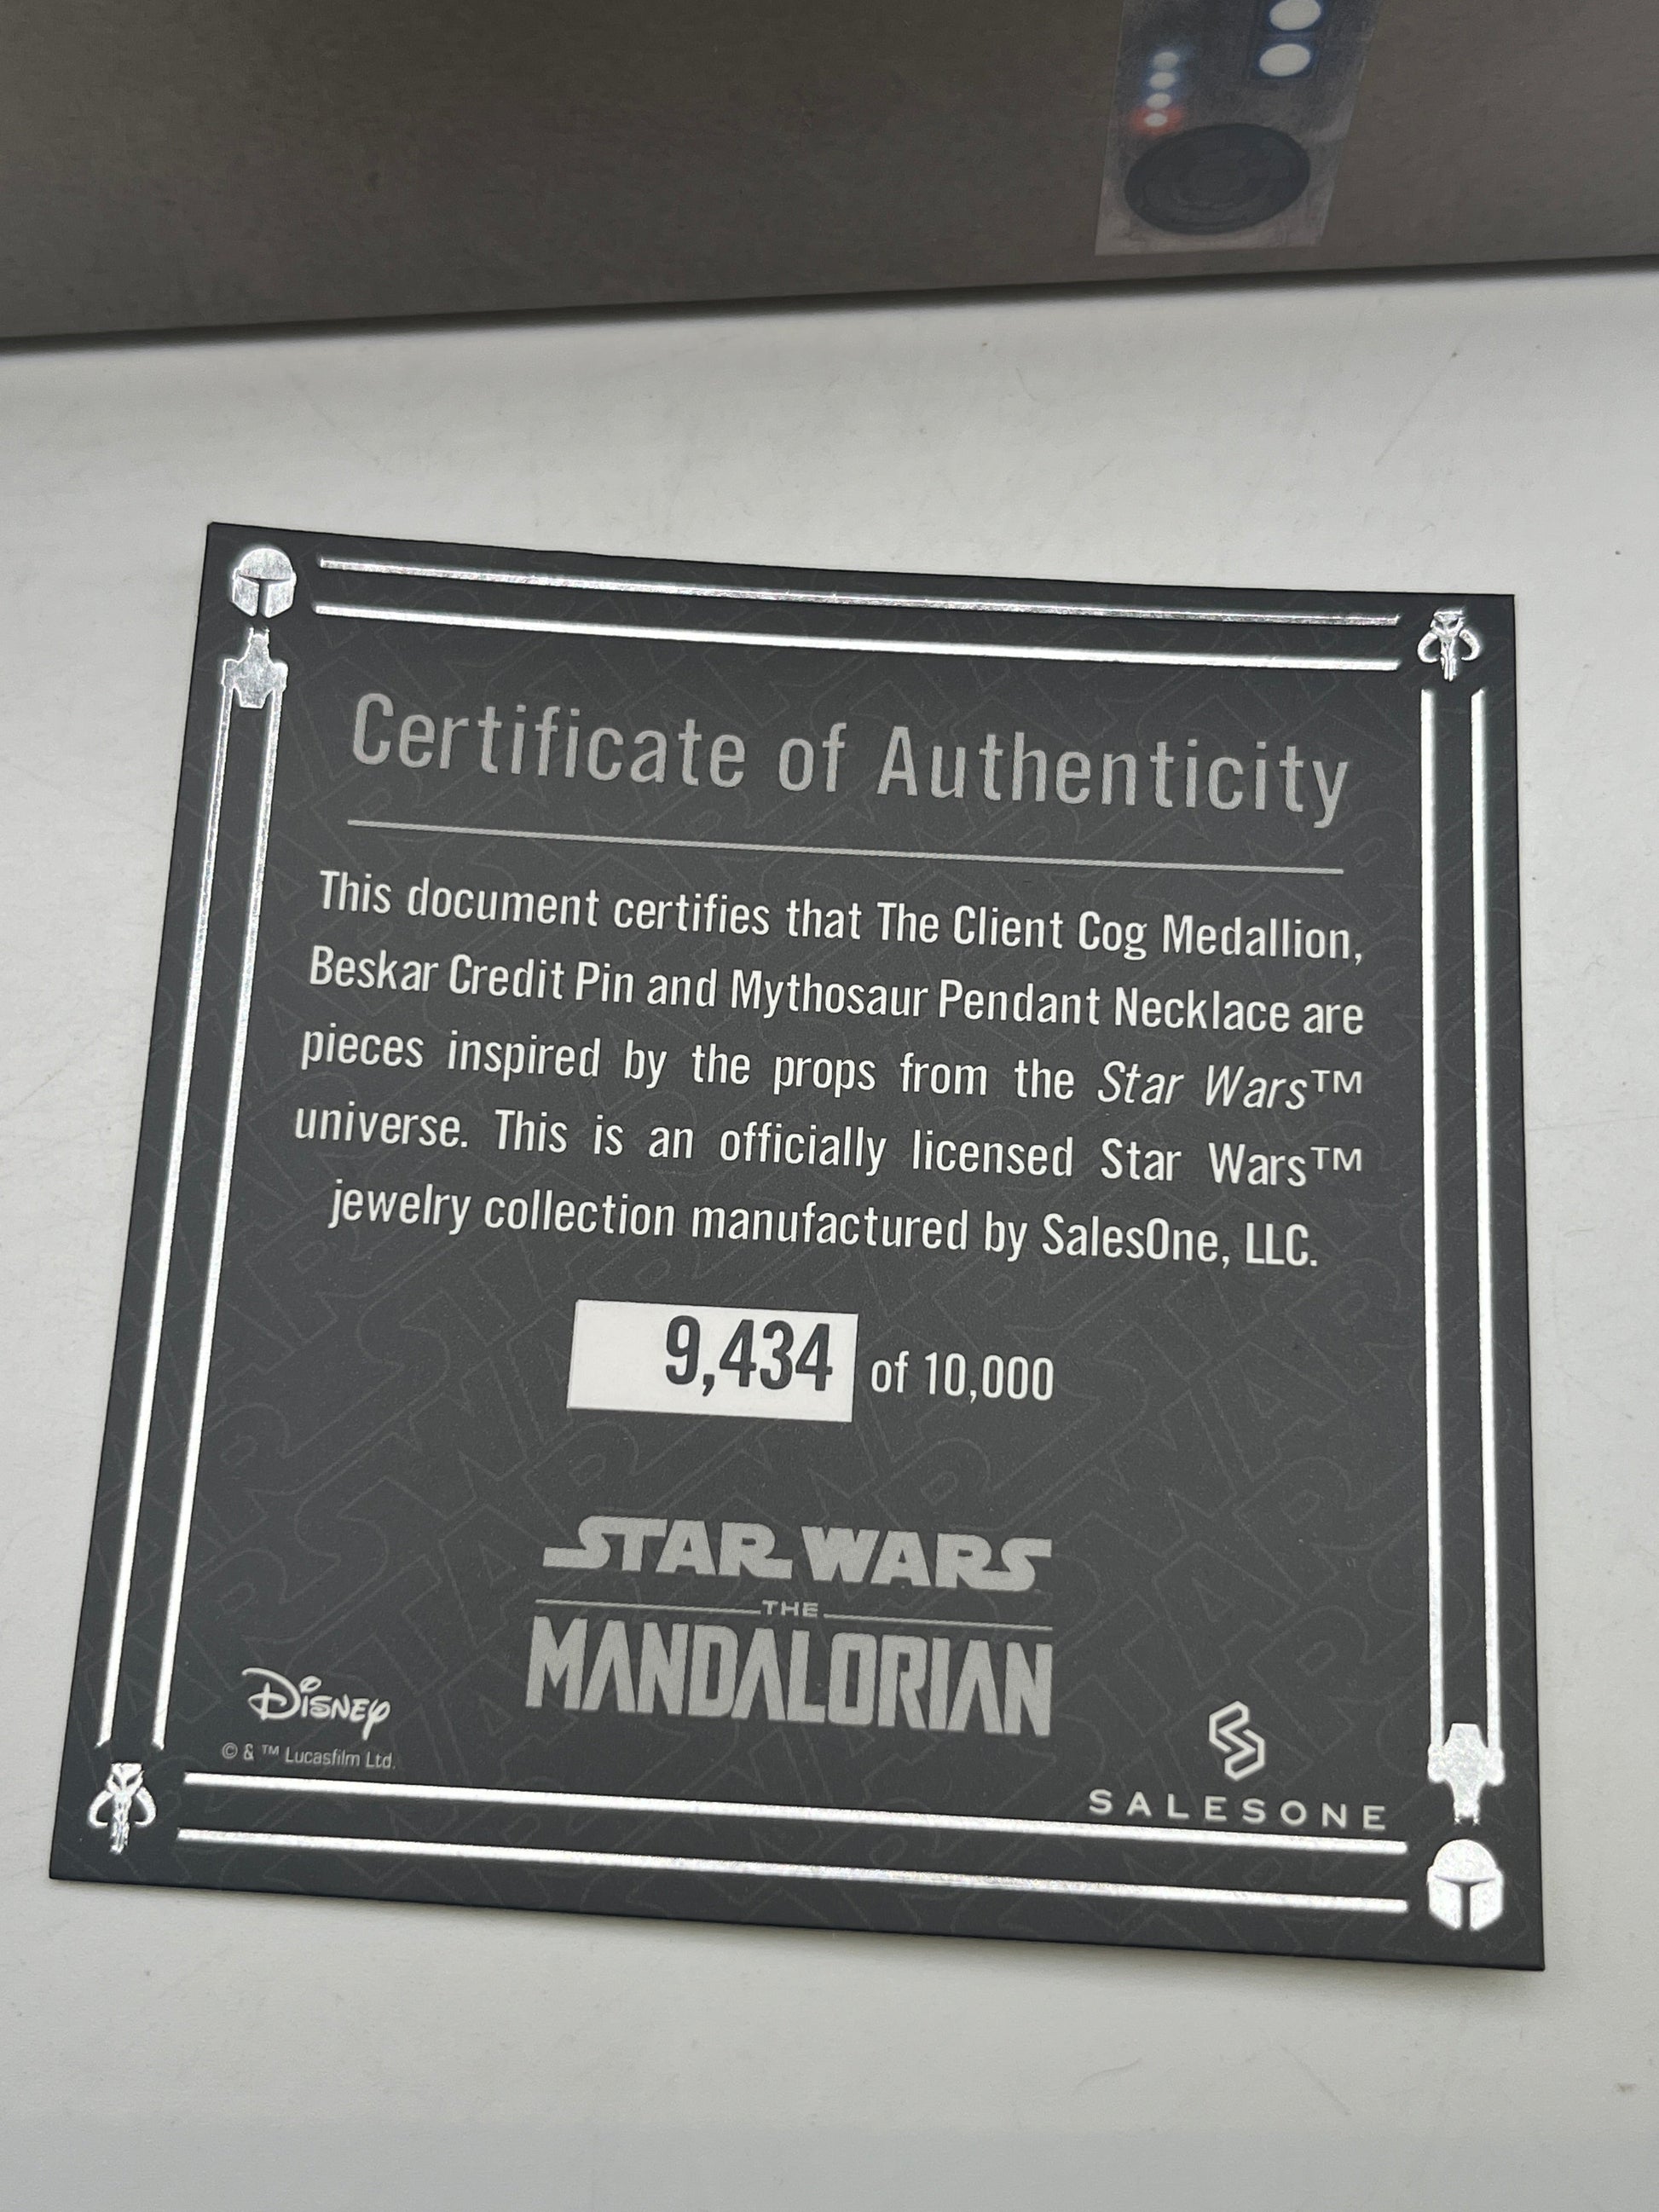 Certificate of Authenticity
This document certifies that The Client Cog Medallion,
Beskar Credit Pin and Mythosaur Pendant Necklace are
pieces inspired by the props from the Star Wars™
universe. This is an officially licensed Star Wars™
jewelry collection manufactured by SalesOne, LLC.
9,434 of 10,000
STAR WARS
THE
MANDALORIAN
Disney
© & ™ Lucasfilm Ltd.
SALESONE